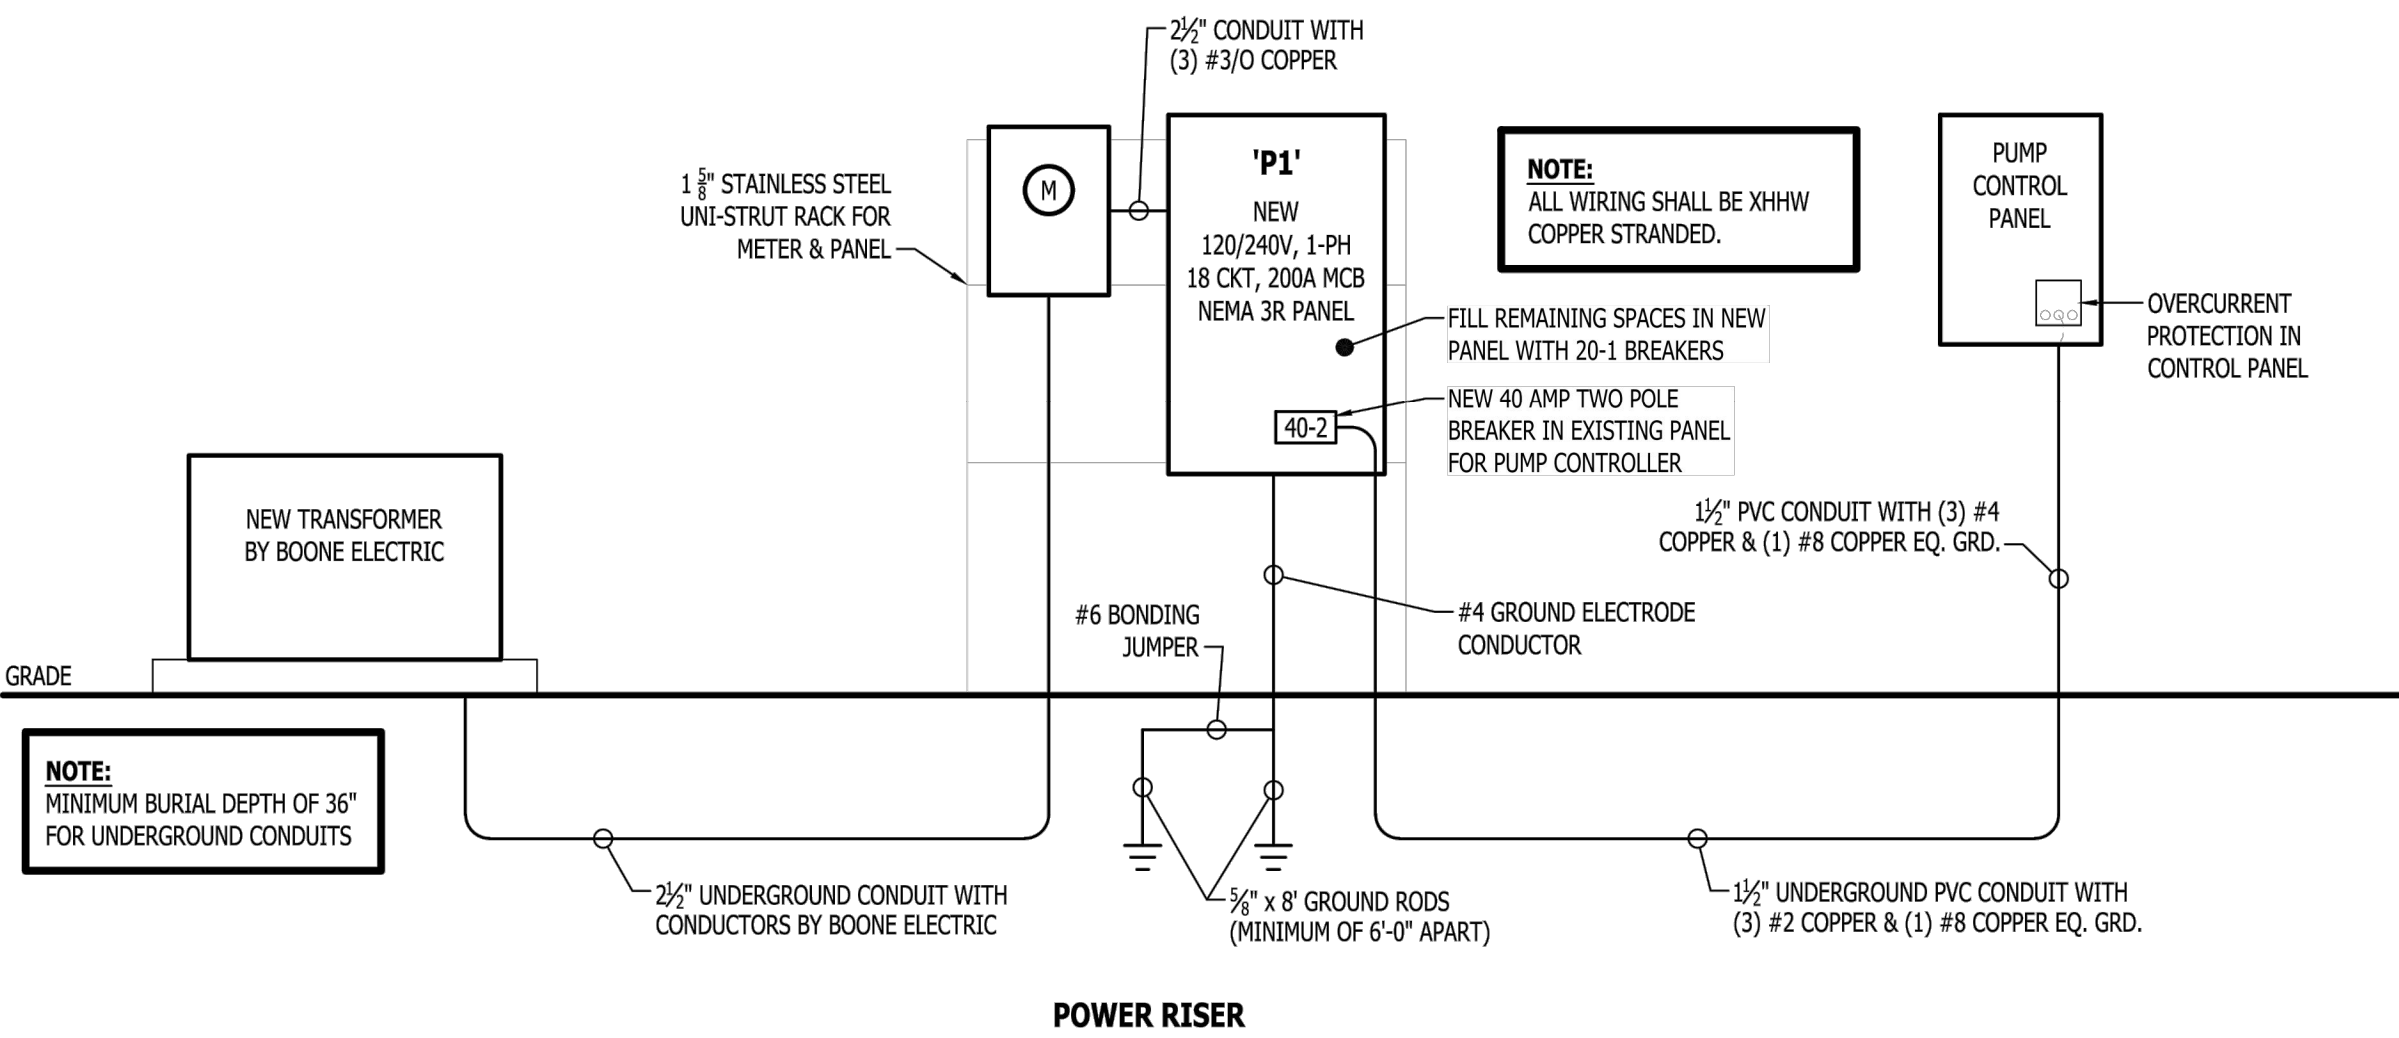 2½" CONDUIT WITH
(3) #3/O COPPER
'P1'
NEW
120/240V, 1-PH
18 CKT, 200A MCB
NEMA 3R PANEL
M
1 ⅝" STAINLESS STEEL
UNI-STRUT RACK FOR
METER & PANEL
NOTE:
ALL WIRING SHALL BE XHHW
COPPER STRANDED.
PUMP
CONTROL
PANEL
OVERCURRENT
PROTECTION IN
CONTROL PANEL
FILL REMAINING SPACES IN NEW
PANEL WITH 20-1 BREAKERS
40-2
NEW 40 AMP TWO POLE
BREAKER IN EXISTING PANEL
FOR PUMP CONTROLLER
NEW TRANSFORMER
BY BOONE ELECTRIC
1½" PVC CONDUIT WITH (3) #4
COPPER & (1) #8 COPPER EQ. GRD.
#6 BONDING
JUMPER
#4 GROUND ELECTRODE
CONDUCTOR
GRADE
NOTE:
MINIMUM BURIAL DEPTH OF 36"
FOR UNDERGROUND CONDUITS
2½" UNDERGROUND CONDUIT WITH
CONDUCTORS BY BOONE ELECTRIC
⅝" x 8' GROUND RODS
(MINIMUM OF 6'-0" APART)
1½" UNDERGROUND PVC CONDUIT WITH
(3) #2 COPPER & (1) #8 COPPER EQ. GRD.
POWER RISER